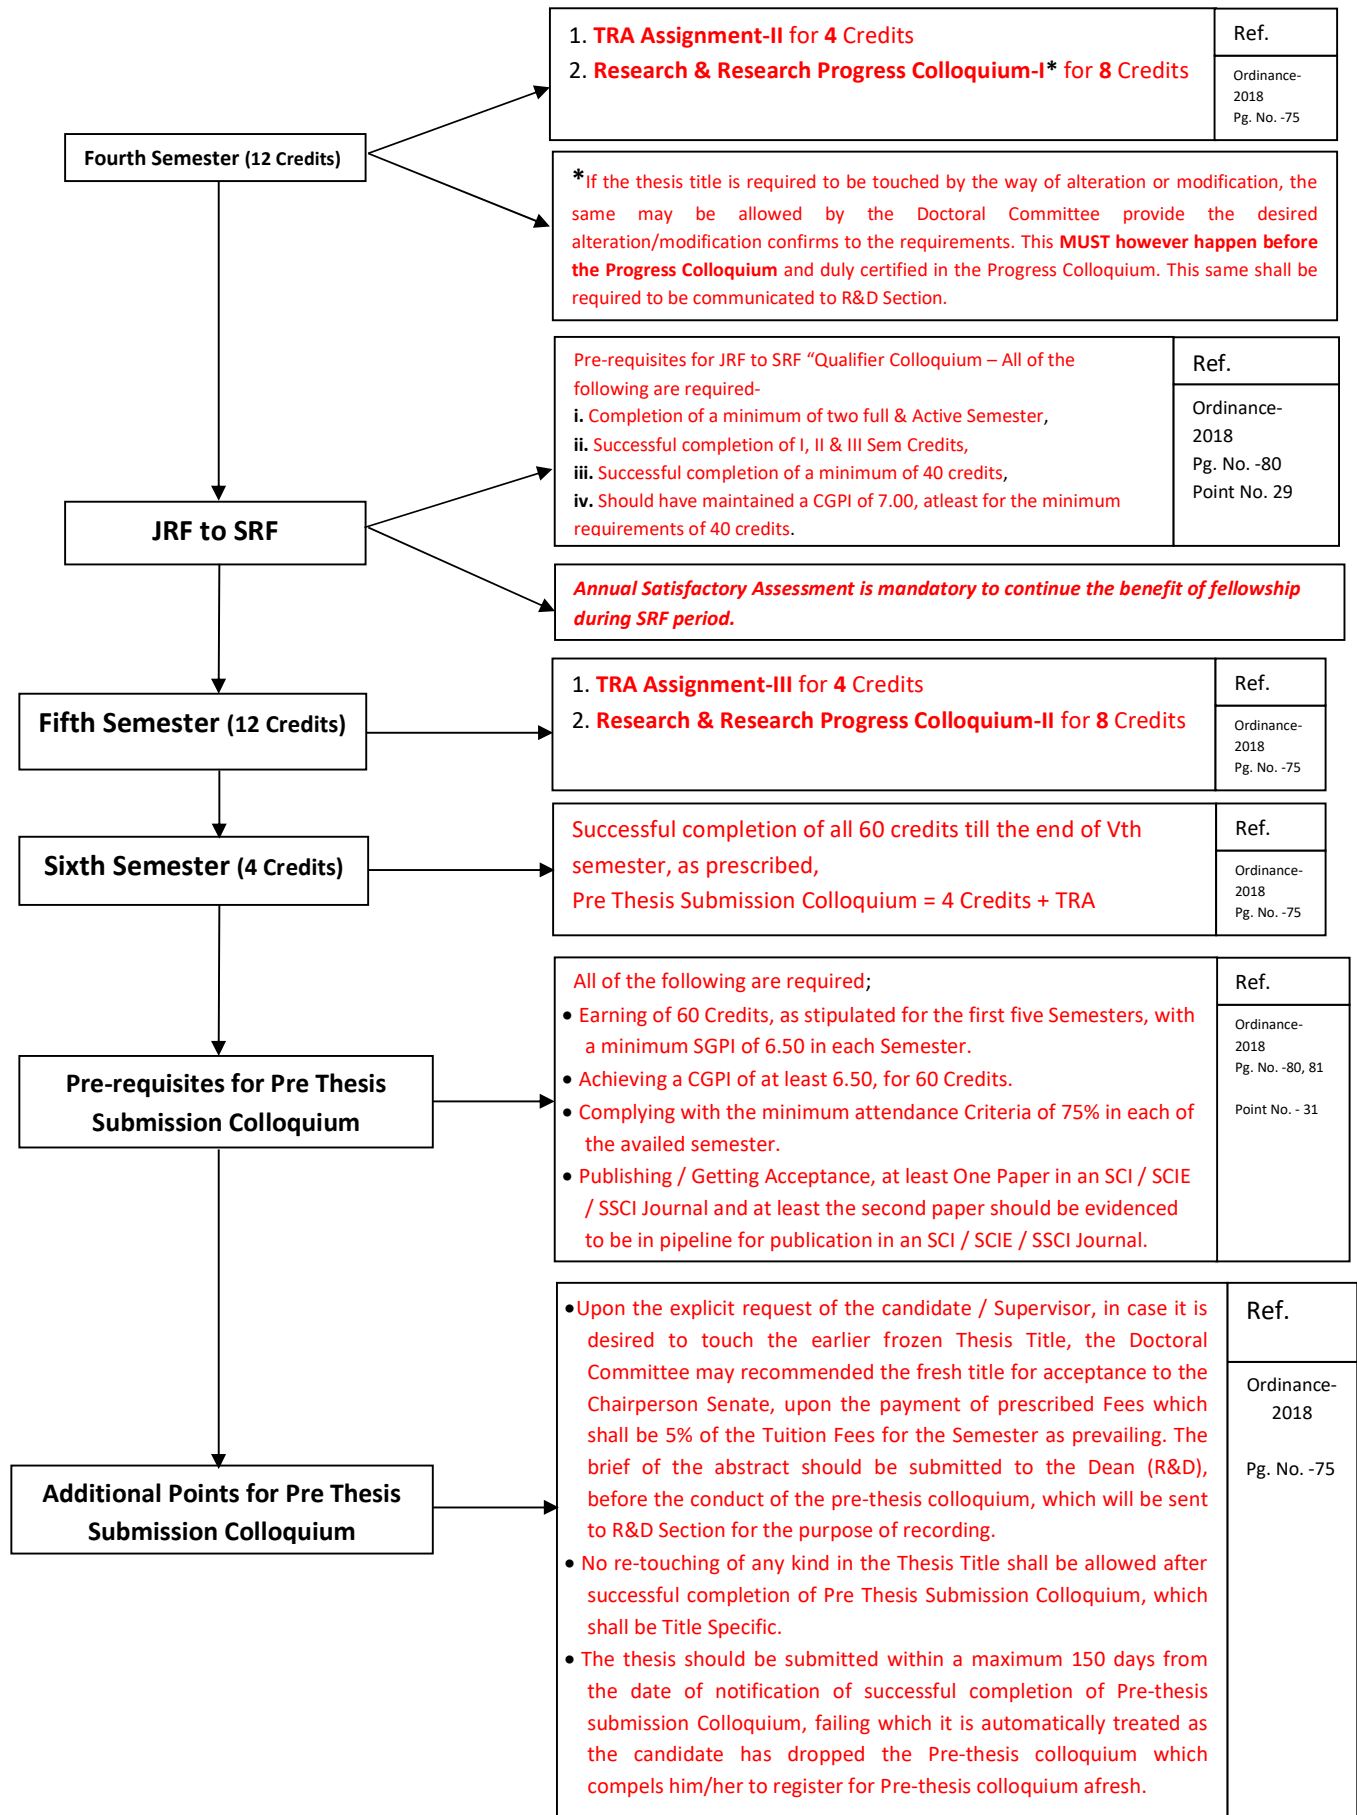 1. TRA Assignment-II for 4 Credits
2. Research & Research Progress Colloquium-I* for 8 Credits
Ref.
Ordinance-
2018
Pg. No. -75
Fourth Semester (12 Credits)
*If the thesis title is required to be touched by the way of alteration or modification, the
same may be allowed by the Doctoral Committee provide the desired
alteration/modification confirms to the requirements. This MUST however happen before
the Progress Colloquium and duly certified in the Progress Colloquium. This same shall be
required to be communicated to R&D Section.
Pre-requisites for JRF to SRF “Qualifier Colloquium – All of the
following are required-
i. Completion of a minimum of two full & Active Semester,
ii. Successful completion of I, II & III Sem Credits,
iii. Successful completion of a minimum of 40 credits,
iv. Should have maintained a CGPI of 7.00, atleast for the minimum
requirements of 40 credits.
Ref.
Ordinance-
2018
Pg. No. -80
Point No. 29
JRF to SRF
Annual Satisfactory Assessment is mandatory to continue the benefit of fellowship
during SRF period.
Fifth Semester (12 Credits)
1. TRA Assignment-III for 4 Credits
2. Research & Research Progress Colloquium-II for 8 Credits
Ref.
Ordinance-
2018
Pg. No. -75
Sixth Semester (4 Credits)
Successful completion of all 60 credits till the end of Vth
semester, as prescribed,
Pre Thesis Submission Colloquium = 4 Credits + TRA
Ref.
Ordinance-
2018
Pg. No. -75
Pre-requisites for Pre Thesis
Submission Colloquium
All of the following are required;
• Earning of 60 Credits, as stipulated for the first five Semesters, with
a minimum SGPI of 6.50 in each Semester.
• Achieving a CGPI of at least 6.50, for 60 Credits.
• Complying with the minimum attendance Criteria of 75% in each of
the availed semester.
• Publishing / Getting Acceptance, at least One Paper in an SCI / SCIE
/ SSCI Journal and at least the second paper should be evidenced
to be in pipeline for publication in an SCI / SCIE / SSCI Journal.
Ref.
Ordinance-
2018
Pg. No. -80, 81
Point No. - 31
Additional Points for Pre Thesis
Submission Colloquium
•Upon the explicit request of the candidate / Supervisor, in case it is
desired to touch the earlier frozen Thesis Title, the Doctoral
Committee may recommended the fresh title for acceptance to the
Chairperson Senate, upon the payment of prescribed Fees which
shall be 5% of the Tuition Fees for the Semester as prevailing. The
brief of the abstract should be submitted to the Dean (R&D),
before the conduct of the pre-thesis colloquium, which will be sent
to R&D Section for the purpose of recording.
• No re-touching of any kind in the Thesis Title shall be allowed after
successful completion of Pre Thesis Submission Colloquium, which
shall be Title Specific.
• The thesis should be submitted within a maximum 150 days from
the date of notification of successful completion of Pre-thesis
submission Colloquium, failing which it is automatically treated as
the candidate has dropped the Pre-thesis colloquium which
compels him/her to register for Pre-thesis colloquium afresh.
Ref.
Ordinance-
2018
Pg. No. -75